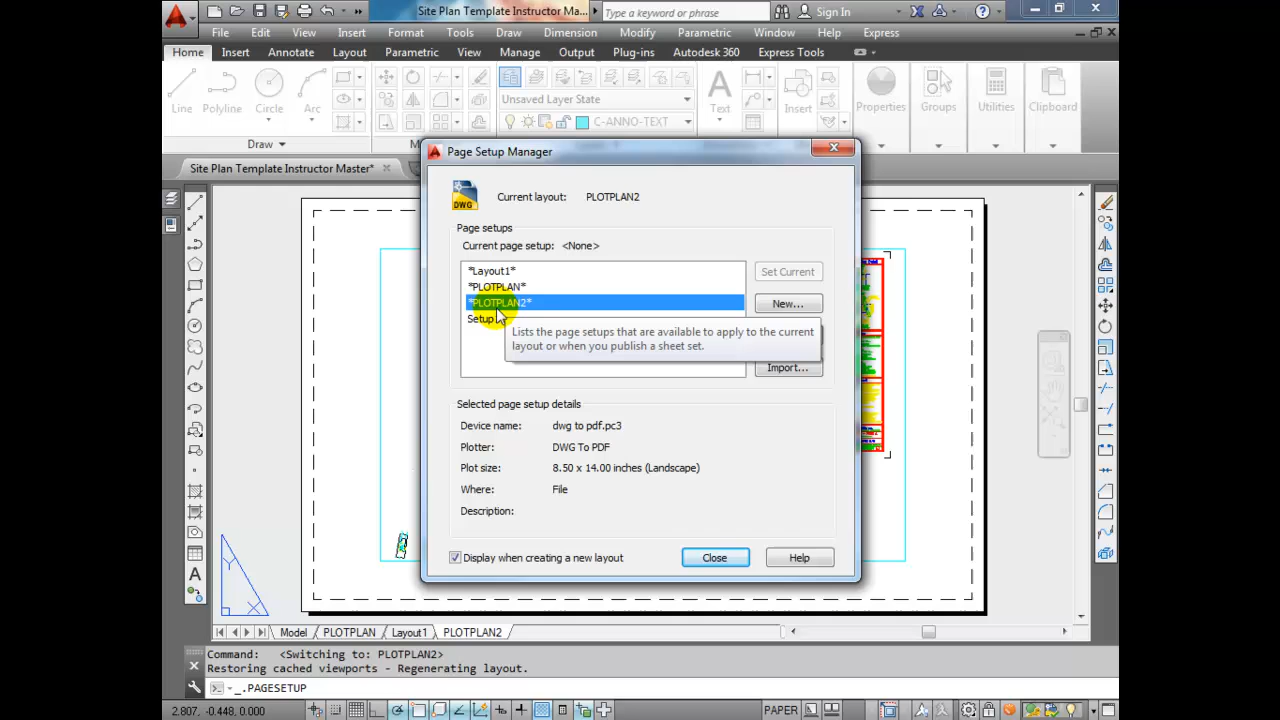 Site Plan Template Instructor Ma...
Type a keyword or phrase
Sign In
File Edit View Insert Format Tools Draw Dimension Modify Parametric Window Help Express
Home Insert Annotate Layout Parametric View Manage Output Plug-ins Autodesk 360 Express Tools
Line Polyline Circle Arc
Unsaved Layer State
C-ANNO-TEXT
Text
Insert
Properties
Groups
Utilities
Clipboard
Draw
Site Plan Template Instructor Master*
Page Setup Manager
DWG
Current layout: PLOTPLAN2
Page setups
Current page setup: <None>
*Layout1*
*PLOTPLAN*
*PLOTPLAN2*
Setup
Set Current
New...
Import...
Lists the page setups that are available to apply to the current
layout or when you publish a sheet set.
Selected page setup details
Device name: dwg to pdf.pc3
Plotter: DWG To PDF
Plot size: 8.50 x 14.00 inches (Landscape)
Where: File
Description:
Display when creating a new layout
Close
Help
Y
X
Model PLOTPLAN Layout1 PLOTPLAN2
Command: <Switching to: PLOTPLAN2>
Restoring cached viewports - Regenerating layout.
_.PAGESETUP
2.807, -0.448, 0.000
PAPER